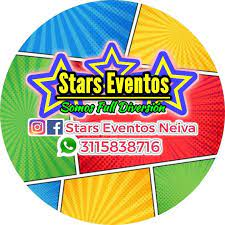 Stars Eventos
Somos Full Diversión
Stars Eventos Neiva
3115838716